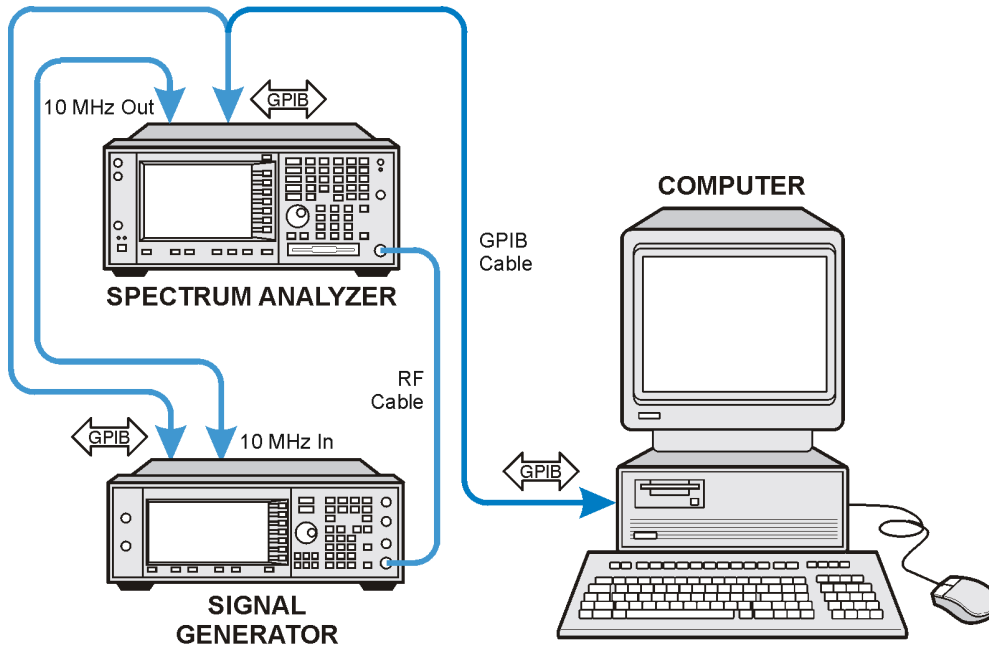 10 MHz Out
GPIB
COMPUTER
GPIB
Cable
SPECTRUM ANALYZER
RF
Cable
GPIB
10 MHz In
GPIB
SIGNAL
GENERATOR